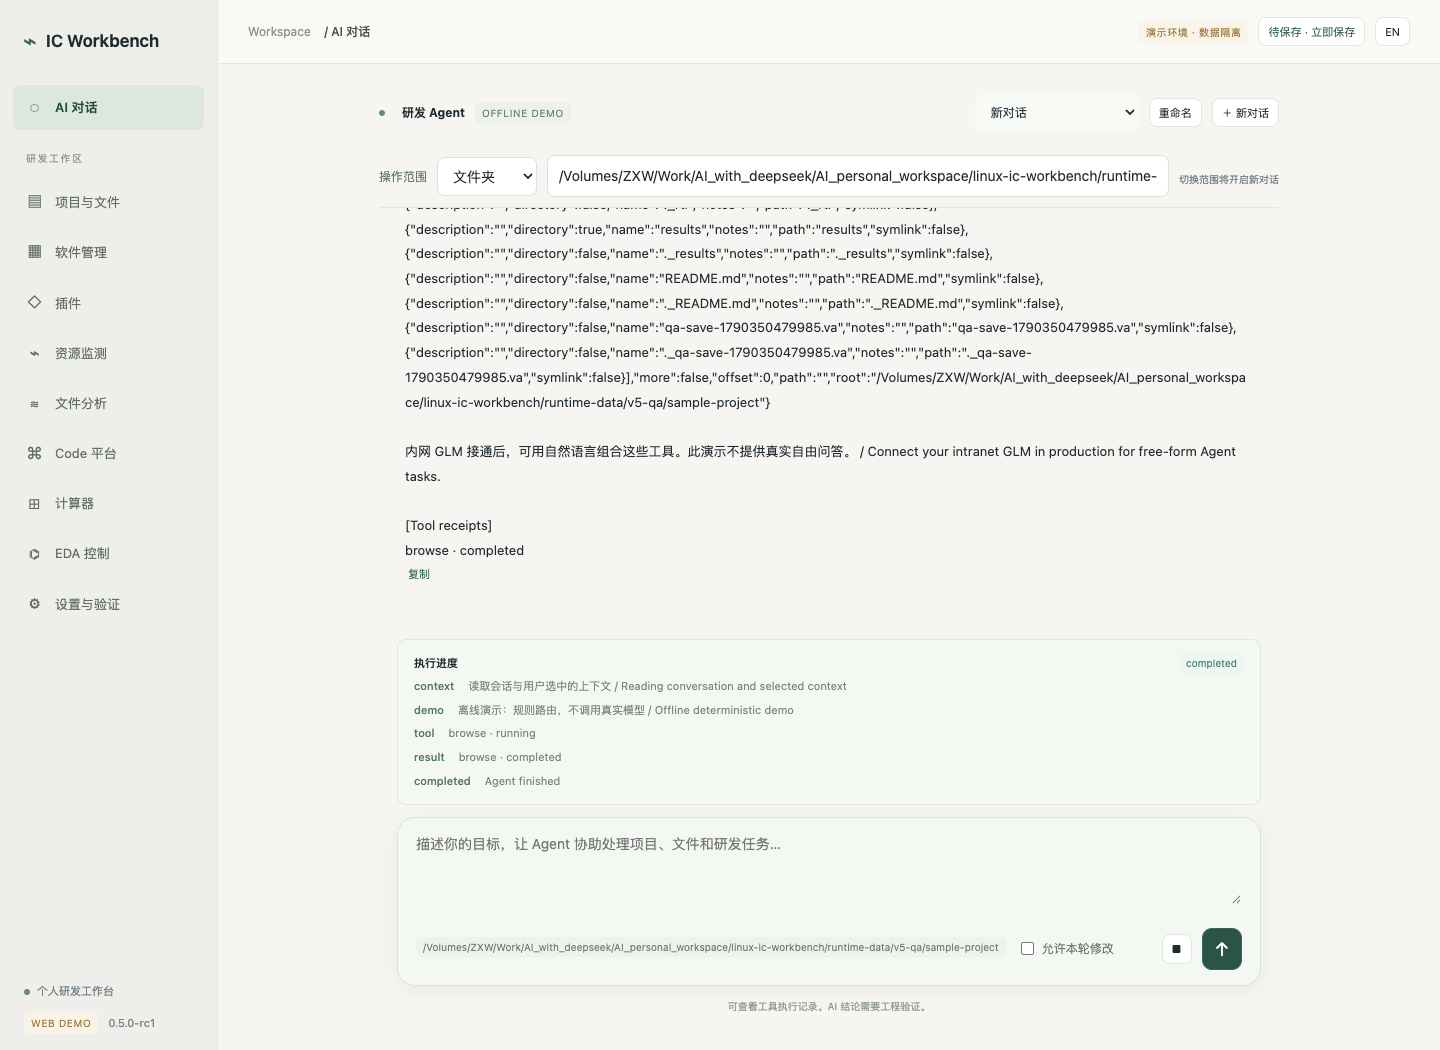 IC Workbench
AI 对话
研发工作区
项目与文件
软件管理
插件
资源监测
文件分析
Code 平台
计算器
EDA 控制
设置与验证
个人研发工作台
WEB DEMO 0.5.0-rc1
Workspace / AI 对话
演示环境 · 数据隔离
待保存 · 立即保存
EN
研发 Agent OFFLINE DEMO
新对话
重命名
+ 新对话
操作范围 文件夹 /Volumes/ZXW/Work/AI_with_deepseek/AI_personal_workspace/linux-ic-workbench/runtime- 切换范围将开启新对话
{"description":"","directory":true,"name":"results","notes":"","path":"results","symlink":false},
{"description":"","directory":false,"name":"._results","notes":"","path":"._results","symlink":false},
{"description":"","directory":false,"name":"README.md","notes":"","path":"README.md","symlink":false},
{"description":"","directory":false,"name":"._README.md","notes":"","path":"._README.md","symlink":false},
{"description":"","directory":false,"name":"qa-save-1790350479985.va","notes":"","path":"qa-save-1790350479985.va","symlink":false},
{"description":"","directory":false,"name":"._qa-save-1790350479985.va","notes":"","path":"._qa-save-
1790350479985.va","symlink":false}],"more":false,"offset":0,"path":"","root":"/Volumes/ZXW/Work/AI_with_deepseek/AI_personal_workspa
ce/linux-ic-workbench/runtime-data/v5-qa/sample-project"}
内网 GLM 接通后，可用自然语言组合这些工具。此演示不提供真实自由问答。 / Connect your intranet GLM in production for free-form Agent
tasks.
[Tool receipts]
browse · completed
复制
执行进度 completed
context 读取会话与用户选中的上下文 / Reading conversation and selected context
demo 离线演示：规则路由，不调用真实模型 / Offline deterministic demo
tool browse · running
result browse · completed
completed Agent finished
描述你的目标，让 Agent 协助处理项目、文件和研发任务...
/Volumes/ZXW/Work/AI_with_deepseek/AI_personal_workspace/linux-ic-workbench/runtime-data/v5-qa/sample-project 允许本轮修改
可查看工具执行记录。AI 结论需要工程验证。